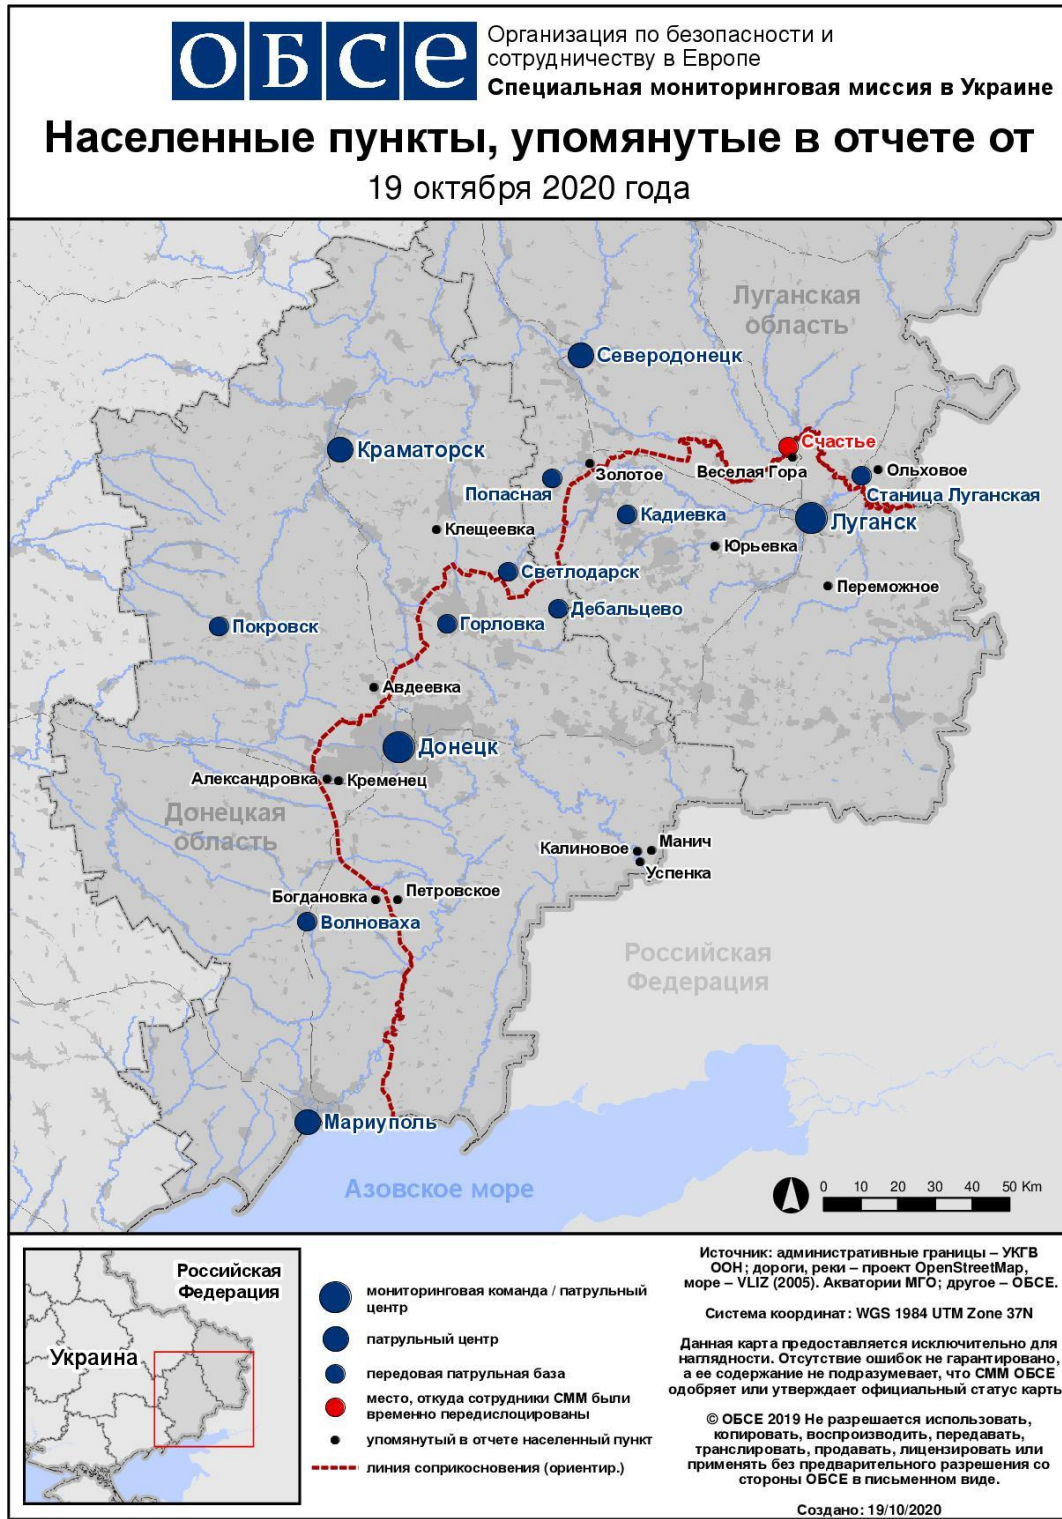 ОБСЕ
Организация по безопасности и
сотрудничеству в Европе
Специальная мониторинговая миссия в Украине
Населенные пункты, упомянутые в отчете от
19 октября 2020 года
Луганская
область
Северодонецк
Счастье
Краматорск
Золотое
Веселая Гора
Ольховое
Попасная
Станица Луганская
Кадиевка
Луганск
Клещеевка
Юрьевка
Светлодарск
Переможное
Дебальцево
Покровск
Горловка
Авдеевка
Донецк
Александровка
Кременец
Донецкая
область
Калиновое
Манич
Успенка
Богдановка
Петровское
Волноваха
Российская
Федерация
Мариуполь
Азовское море
0 10 20 30 40 50 Km
Российская
Федерация
Украина
мониторинговая команда / патрульный
центр
патрульный центр
передовая патрульная база
место, откуда сотрудники СММ были
временно передислоцированы
упомянутый в отчете населенный пункт
линия соприкосновения (ориентир.)
Источник: административные границы – УКГВ
ООН; дороги, реки – проект OpenStreetMap,
море – VLIZ (2005). Акватории МГО; другое – ОБСЕ.
Система координат: WGS 1984 UTM Zone 37N
Данная карта предоставляется исключительно для
наглядности. Отсутствие ошибок не гарантировано,
а ее содержание не подразумевает, что СММ ОБСЕ
одобряет или утверждает официальный статус карты
© ОБСЕ 2019 Не разрешается использовать,
копировать, воспроизводить, передавать,
транслировать, продавать, лицензировать или
применять без предварительного разрешения со
стороны ОБСЕ в письменном виде.
Создано: 19/10/2020